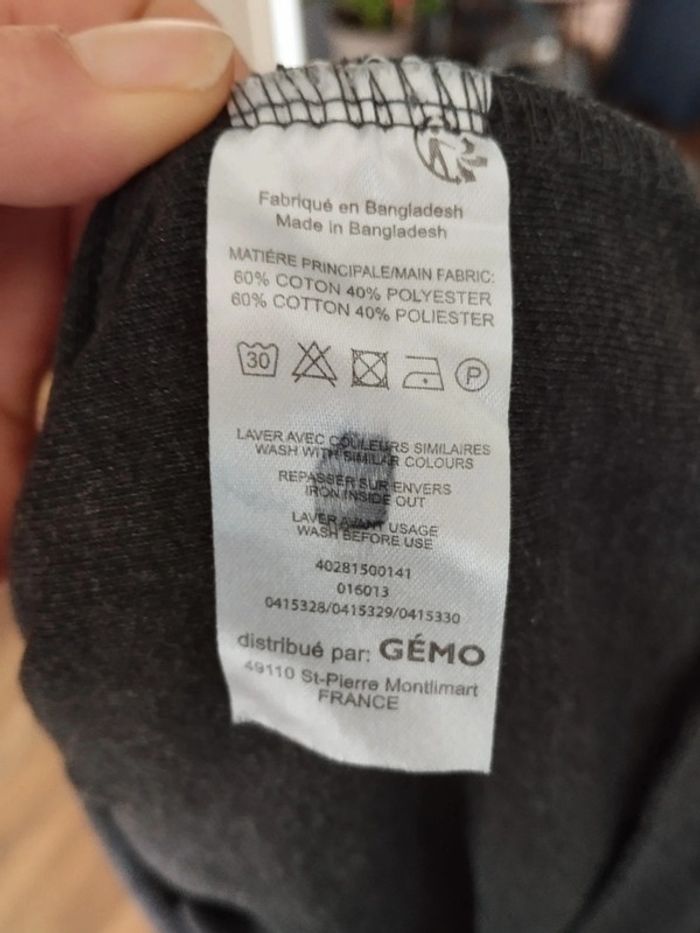 Fabriqué en Bangladesh
Made in Bangladesh
MATIÈRE PRINCIPALE/MAIN FABRIC:
60% COTON 40% POLYESTER
60% COTTON 40% POLIESTER
30 P
LAVER AVEC COULEURS SIMILAIRES
WASH WITH SIMILAR COLOURS
REPASSER SUR ENVERS
IRON INSIDE OUT
LAVER AVANT USAGE
WASH BEFORE USE
40281500141
016013
0415328/0415329/0415330
distribué par: GÉMO
49110 St-Pierre Montlimart
FRANCE